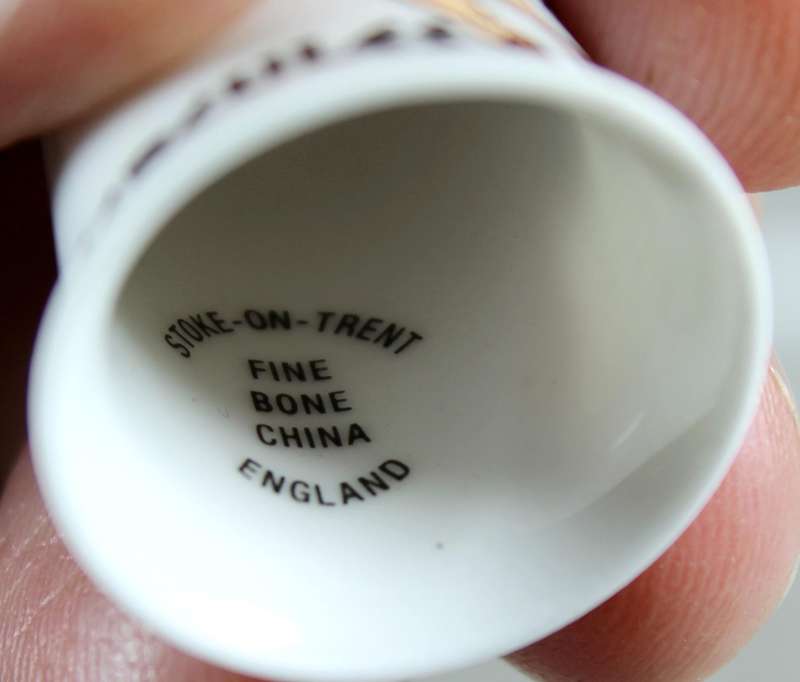 STOKE-ON-TRENT
FINE
BONE
CHINA
ENGLAND